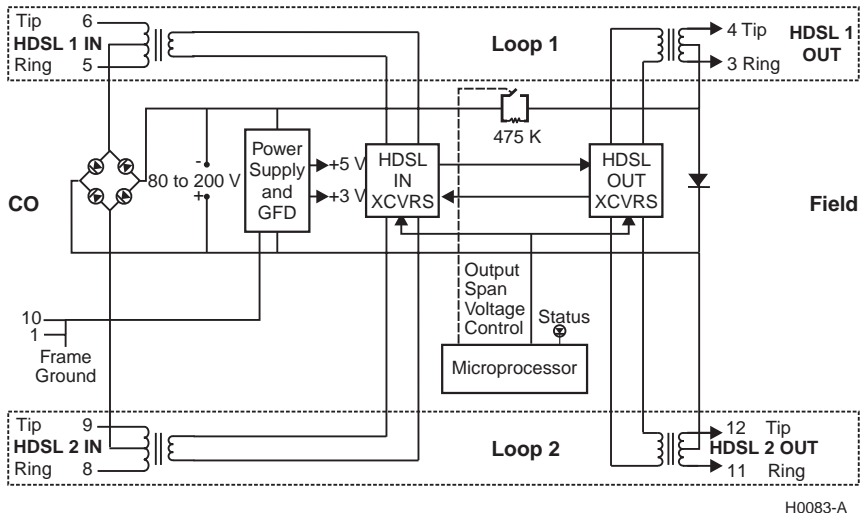 Tip 6
HDSL 1 IN
Ring 5
Loop 1
4 Tip
HDSL 1
OUT
3 Ring
475 K
CO
-
80 to 200 V
+
Power
Supply
and
GFD
+5 V
+3 V
HDSL
IN
XCVRS
HDSL
OUT
XCVRS
Field
10
1
Frame
Ground
Output
Span
Voltage
Control
Status
Microprocessor
Tip 9
HDSL 2 IN
Ring 8
Loop 2
12 Tip
HDSL 2 OUT
11 Ring
H0083-A